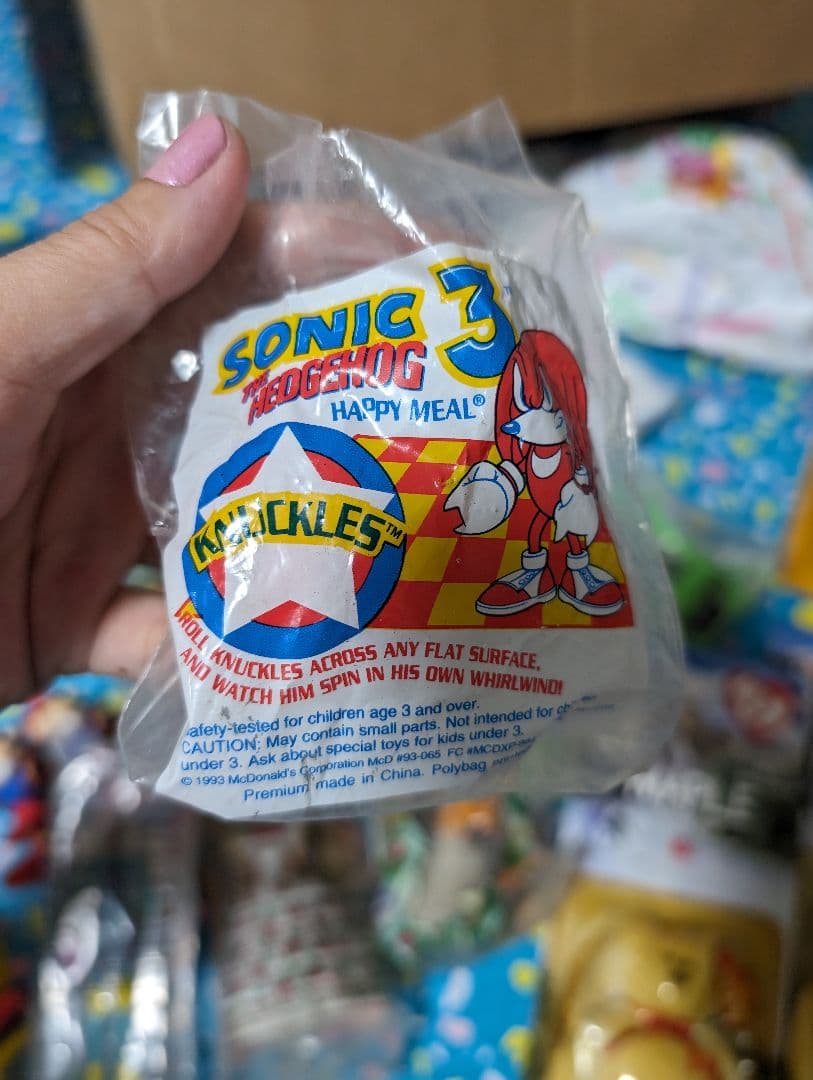 SONIC 3
THE
HEDGEHOG
HAPPY MEAL®
KNUCKLES™
ROLL KNUCKLES ACROSS ANY FLAT SURFACE,
AND WATCH HIM SPIN IN HIS OWN WHIRLWIND!
afety-tested for children age 3 and over.
CAUTION: May contain small parts. Not intended for
under 3. Ask about special toys for kids under 3.
© 1993 McDonald's Corporation McD #93-065 FC
Premium made in China. Polybag